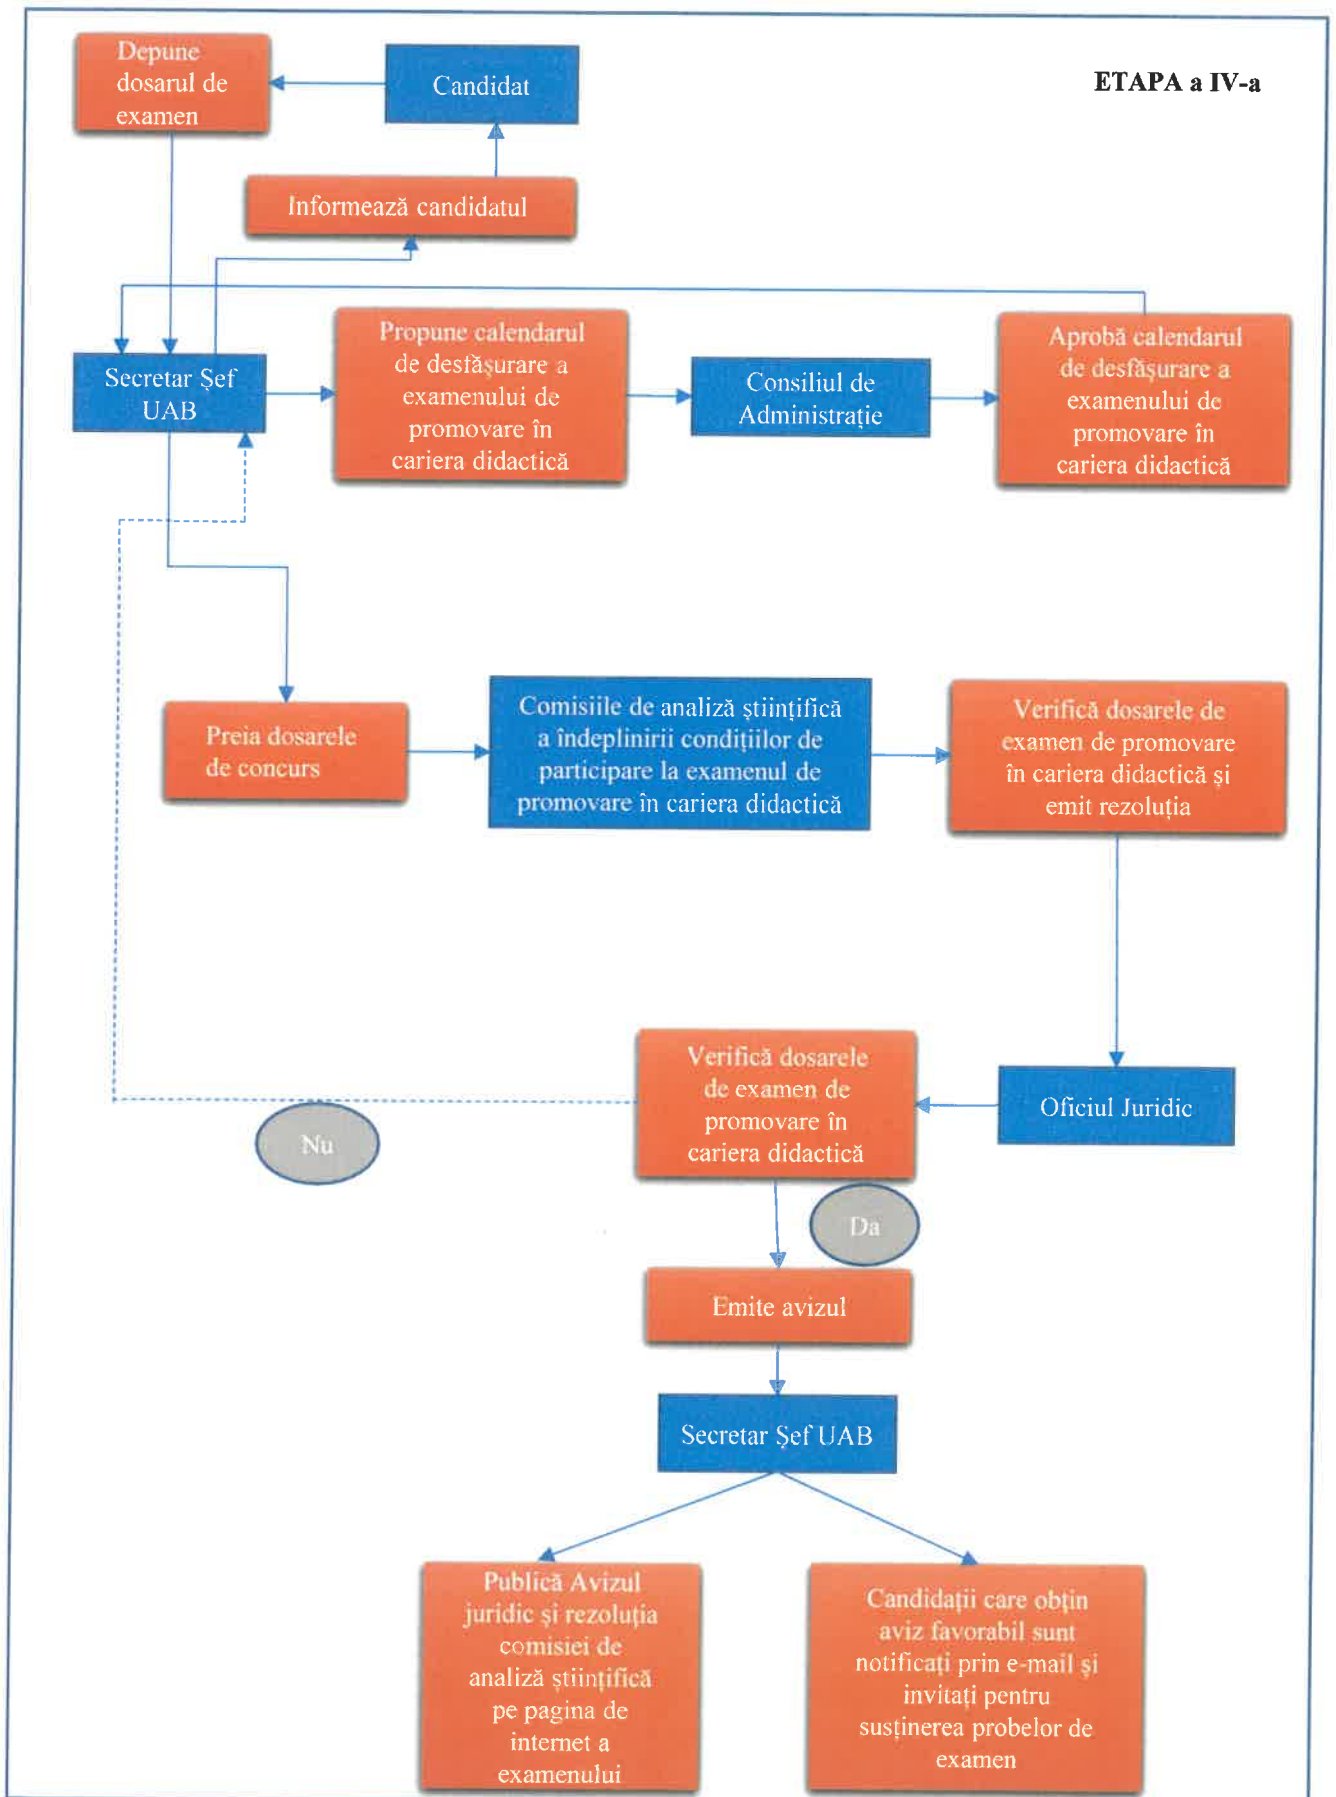 ETAPA a IV-a
Depune
dosarul de
examen
Candidat
Informează candidatul
Secretar Șef
UAB
Propune calendarul
de desfășurare a
examenului de
promovare în
cariera didactică
Consiliul de
Administrație
Aprobă calendarul
de desfășurare a
examenului de
promovare în
cariera didactică
Preia dosarele
de concurs
Comisiile de analiză științifică
a îndeplinirii condițiilor de
participare la examenul de
promovare în cariera didactică
Verifică dosarele de
examen de promovare
în cariera didactică și
emit rezoluția
Oficiul Juridic
Verifică dosarele
de examen de
promovare în
cariera didactică
Nu
Da
Emite avizul
Secretar Șef UAB
Publică Avizul
juridic și rezoluția
comisiei de
analiză științifică
pe pagina de
internet a
examenului
Candidații care obțin
aviz favorabil sunt
notificați prin e-mail și
invitați pentru
susținerea probelor de
examen